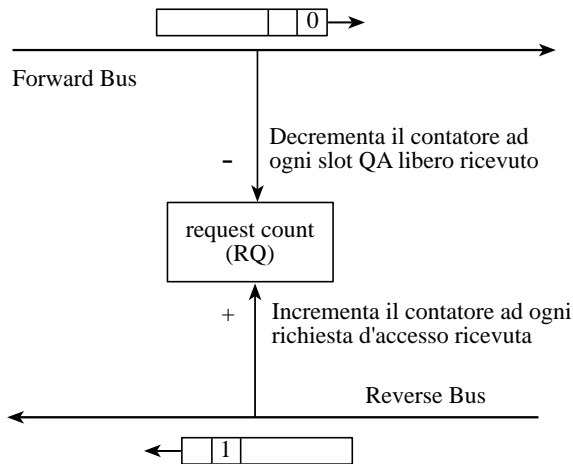 0
Forward Bus
Decrementa il contatore ad
ogni slot QA libero ricevuto
-
request count
(RQ)
+
Incrementa il contatore ad ogni
richiesta d'accesso ricevuta
Reverse Bus
1